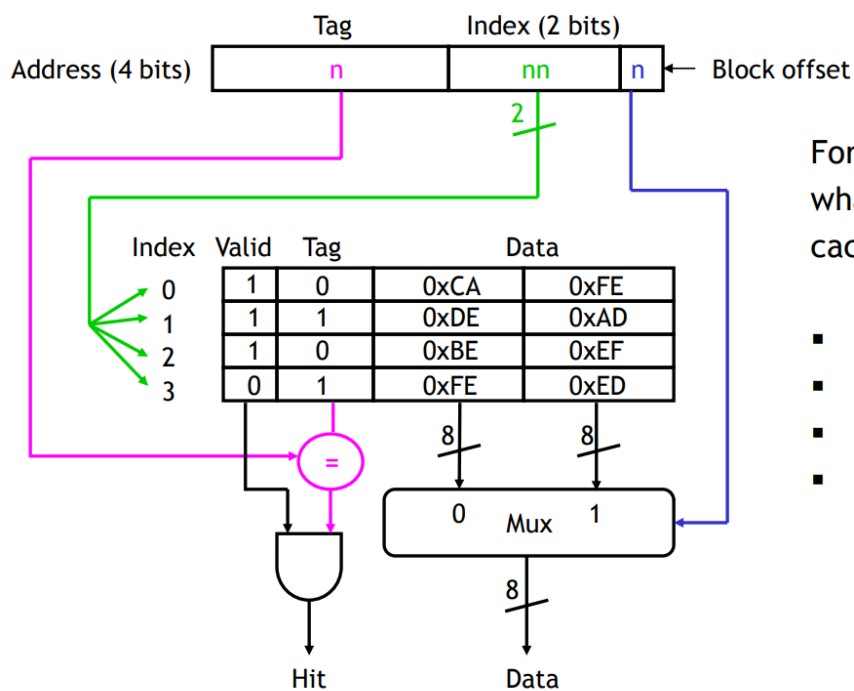 Tag Index (2 bits)
Address (4 bits) n nn n Block offset
2
For
wha
cac
Index Valid Tag Data
0 1 0 0xCA 0xFE
1 1 1 0xDE 0xAD
2 1 0 0xBE 0xEF
3 0 1 0xFE 0xED
8 8
=
0 Mux 1
8
Hit Data